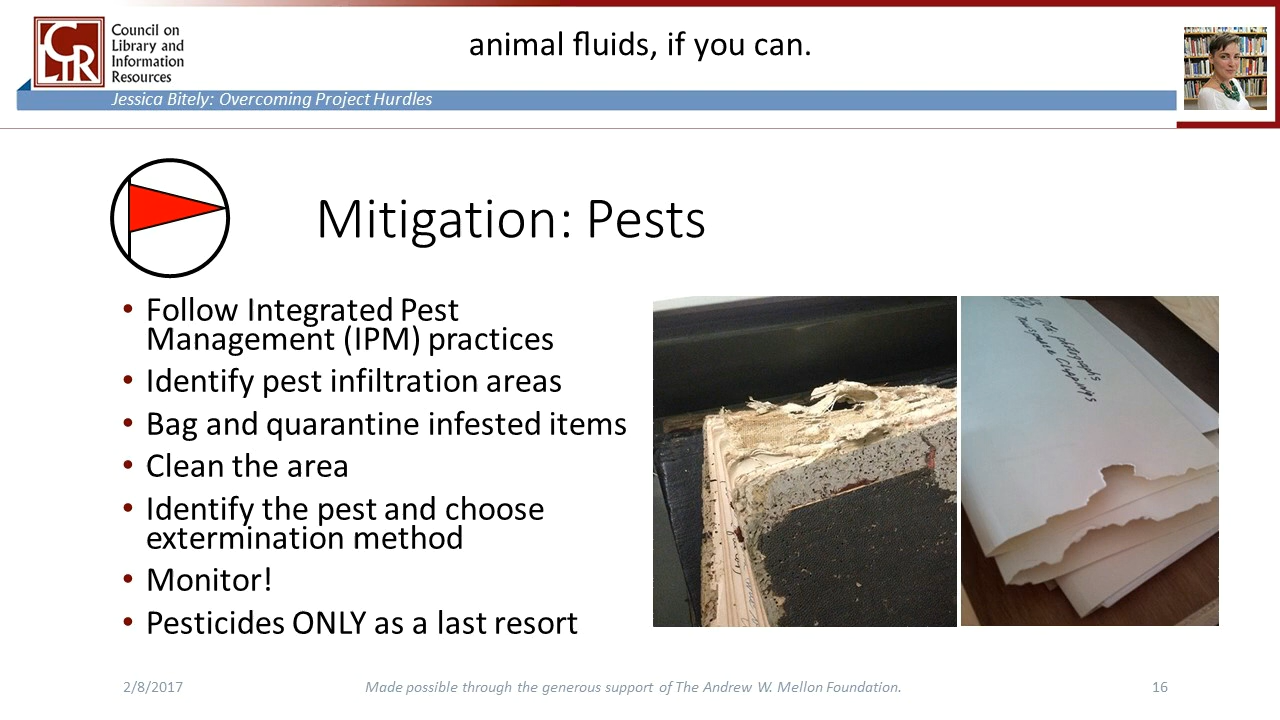 Council on
Library and
Information
Resources
animal fluids, if you can.
Jessica Bitely: Overcoming Project Hurdles
Mitigation: Pests
• Follow Integrated Pest
Management (IPM) practices
• Identify pest infiltration areas
• Bag and quarantine infested items
• Clean the area
• Identify the pest and choose
extermination method
• Monitor!
• Pesticides ONLY as a last resort
Old photographs
Clippings
2/8/2017
Made possible through the generous support of The Andrew W. Mellon Foundation.
16